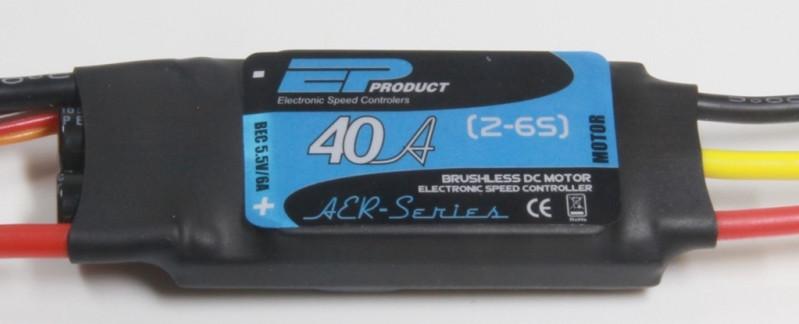 EP PRODUCT
Electronic Speed Controlers
BEC 5.5V/6A
40A
(2-6S)
MOTOR
BRUSHLESS DC MOTOR
ELECTRONIC SPEED CONTROLLER
AER-Series
CE
RoHS